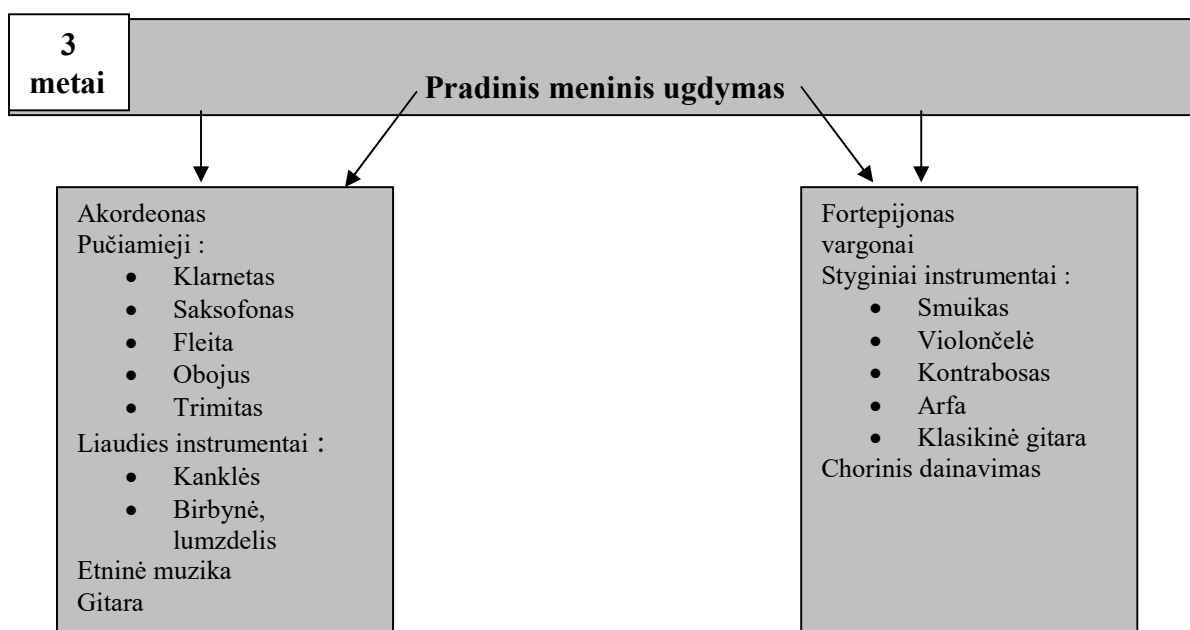 3
metai
Pradinis meninis ugdymas
Akordeonas
Pučiamieji :
• Klarnetas
• Saksofonas
• Fleita
• Obojus
• Trimitas
Liaudies instrumentai :
• Kanklės
• Birbynė,
lumzdelis
Etninė muzika
Gitara
Fortepijonas
vargonai
Styginiai instrumentai :
• Smuikas
• Violončelė
• Kontrabosas
• Arfa
• Klasikinė gitara
Chorinis dainavimas